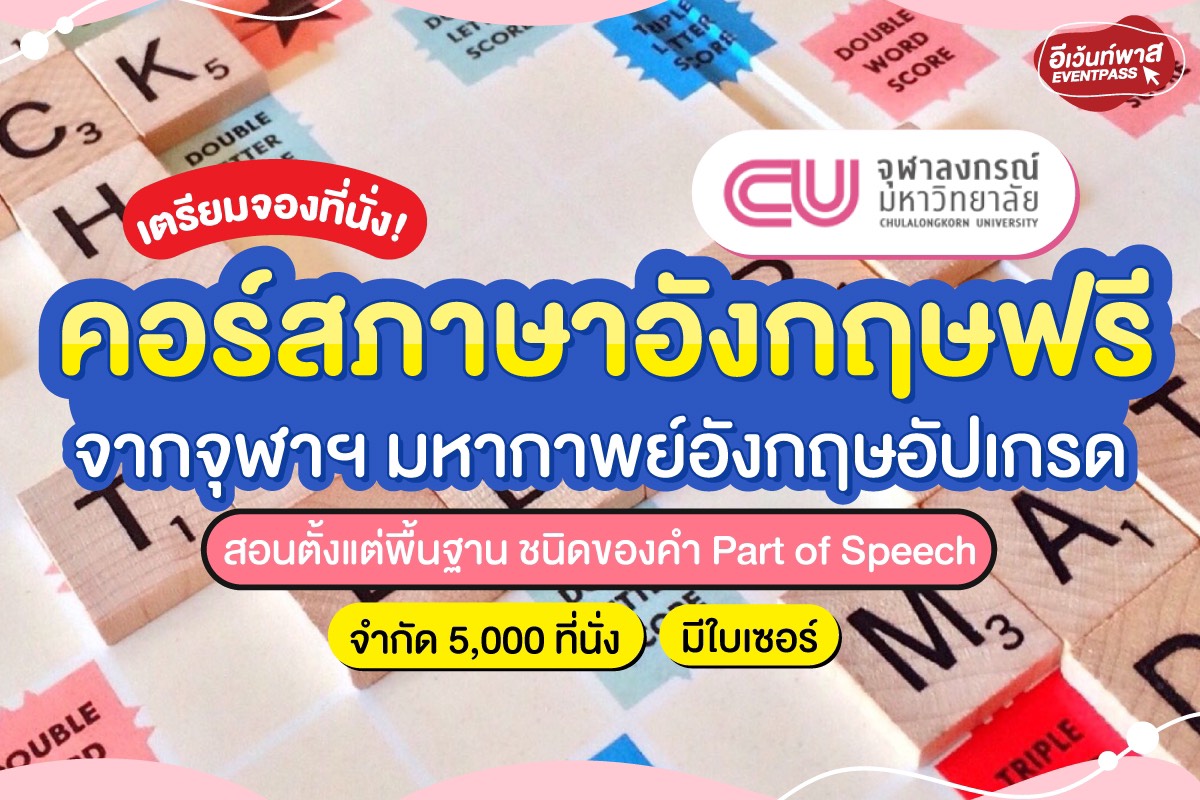 อีเว้นท์พาส
EVENTPASS
CU
จุฬาลงกรณ์
มหาวิทยาลัย
CHULALONGKORN UNIVERSITY
เตรียมจองที่นั่ง!
คอร์สภาษาอังกฤษฟรี
จากจุฬาฯ มหากาพย์อังกฤษอัปเกรด
สอนตั้งแต่พื้นฐาน ชนิดของคำ Part of Speech
จำกัด 5,000 ที่นั่ง
มีใบเซอร์
K5
C3
H
T1
A1
M3
D
T
DOUBLE
LETTER
SCORE
TRIPLE
LETTER
SCORE
DOUBLE
WORD
SCORE
DOUBLE
TRIPLE